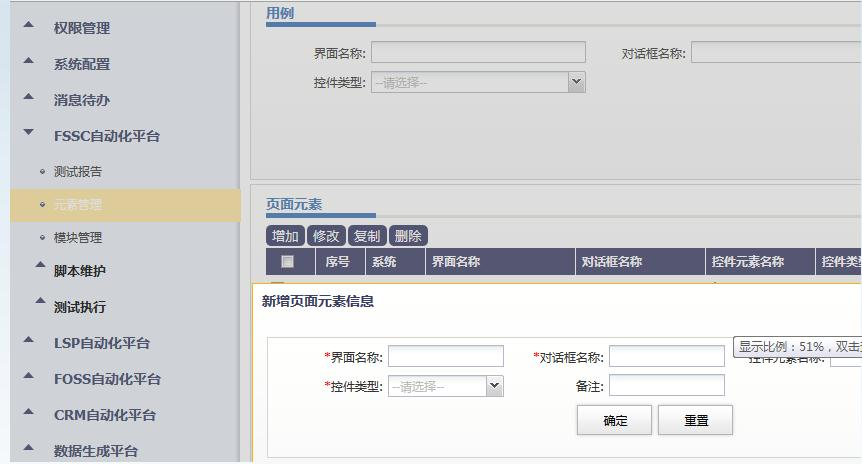 权限管理
系统配置
消息待办
FSSC自动化平台
测试报告
元素管理
模块管理
脚本维护
测试执行
LSP自动化平台
FOSS自动化平台
CRM自动化平台
数据生成平台
用例
界面名称: 对话框名称:
控件类型: --请选择--
页面元素
增加 修改 复制 删除
序号 系统 界面名称 对话框名称 控件元素名称 控件类
新增页面元素信息
显示比例：51%，双击
*界面名称: *对话框名称: 控件元素名称:
*控件类型: --请选择-- 备注:
确定 重置